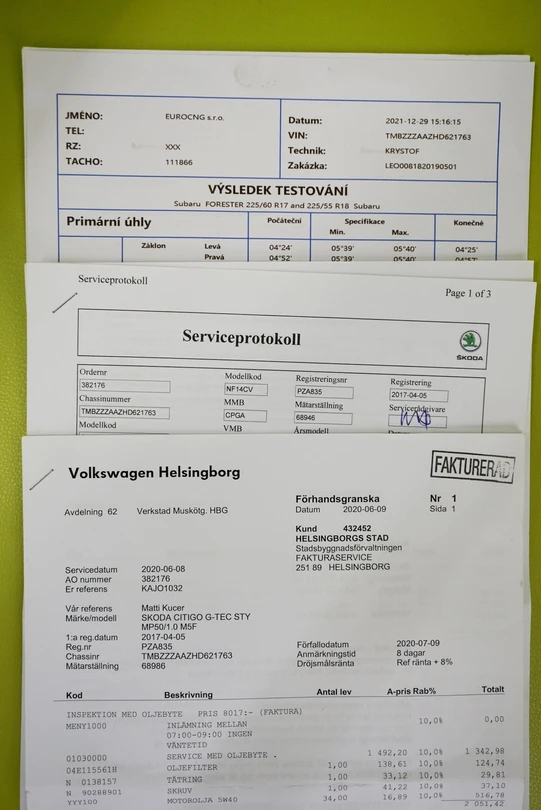 JMÉNO: EUROCNG s.r.o.
TEL:
RZ: XXX
TACHO: 111866
Datum: 2021-12-29 15:16:15
VIN: TMBZZZAAZHD621763
Technik: KRYSTOF
Zakázka: LEO0081820190501
VÝSLEDEK TESTOVÁNÍ
Subaru FORESTER 225/60 R17 and 225/55 R18 Subaru
Primární úhly Počáteční Specifikace Konečné
Min. Max.
Záklon Levá 04°24' 05°39' 05°40' 04°25'
Pravá 04°52' 05°39' 05°40'
Serviceprotokoll
Page 1 of 3
Serviceprotokoll
ŠKODA
Ordernr Modellkod Registreringsnr Registrering
382176 NF14CV PZA835 2017-04-05
Chassinummer MMB Mätarställning Servicerådgivare
TMBZZZAAZHD621763 CPGA 68946
Modellkod VMB Årsmodell
Volkswagen Helsingborg
FAKTURERAD
Avdelning 62 Verkstad Muskötg. HBG
Förhandsgranska Nr 1
Datum 2020-06-09 Sida 1
Kund 432452
HELSINGBORGS STAD
Stadsbyggnadsförvaltningen
FAKTURASERVICE
251 89 HELSINGBORG
Servicedatum 2020-06-08
AO nummer 382176
Er referens KAJO1032
Vår referens Matti Kucer
Märke/modell SKODA CITIGO G-TEC STY
MP50/1.0 M5F
1:a reg.datum 2017-04-05
Reg.nr PZA835
Chassinr TMBZZZAAZHD621763
Mätarställning 68986
Förfallodatum 2020-07-09
Anmärkningstid 8 dagar
Dröjsmålsränta Ref ränta + 8%
Kod Beskrivning Antal lev A-pris Rab% Totalt
INSPEKTION MED OLJEBYTE PRIS 8017:- (FAKTURA)
MENY1000 INLÄMNING MELLAN 10,0% 0,00
07:00-09:00 INGEN
VÄNTETID
01030000 SERVICE MED OLJEBYTE . 1 492,20 10,0% 1 342,98
04E115561H OLJEFILTER 1,00 138,61 10,0% 124,74
N 0138157 TÄTRING 1,00 33,12 10,0% 29,81
N 90288901 SKRUV 1,00 41,22 10,0% 37,10
YYY100 MOTOROLJA 5W40 34,00 16,89 10,0% 516,78
2 051,42